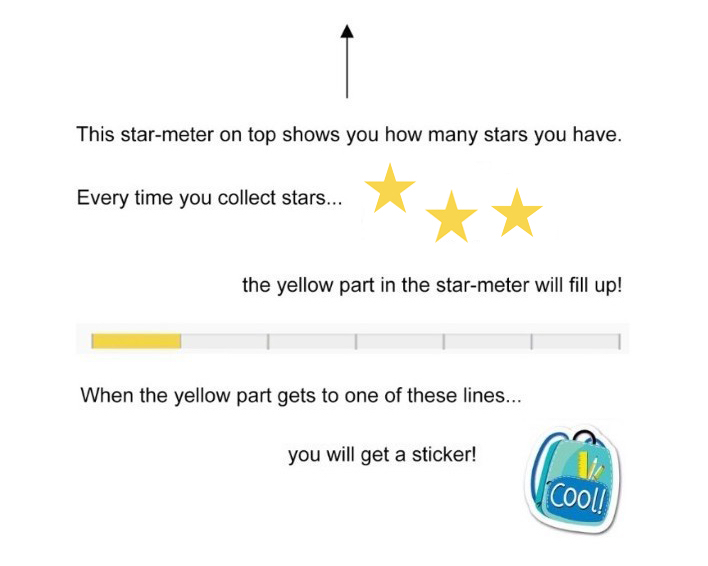 This star-meter on top shows you how many stars you have.
Every time you collect stars...
the yellow part in the star-meter will fill up!
When the yellow part gets to one of these lines...
you will get a sticker!
COOL!